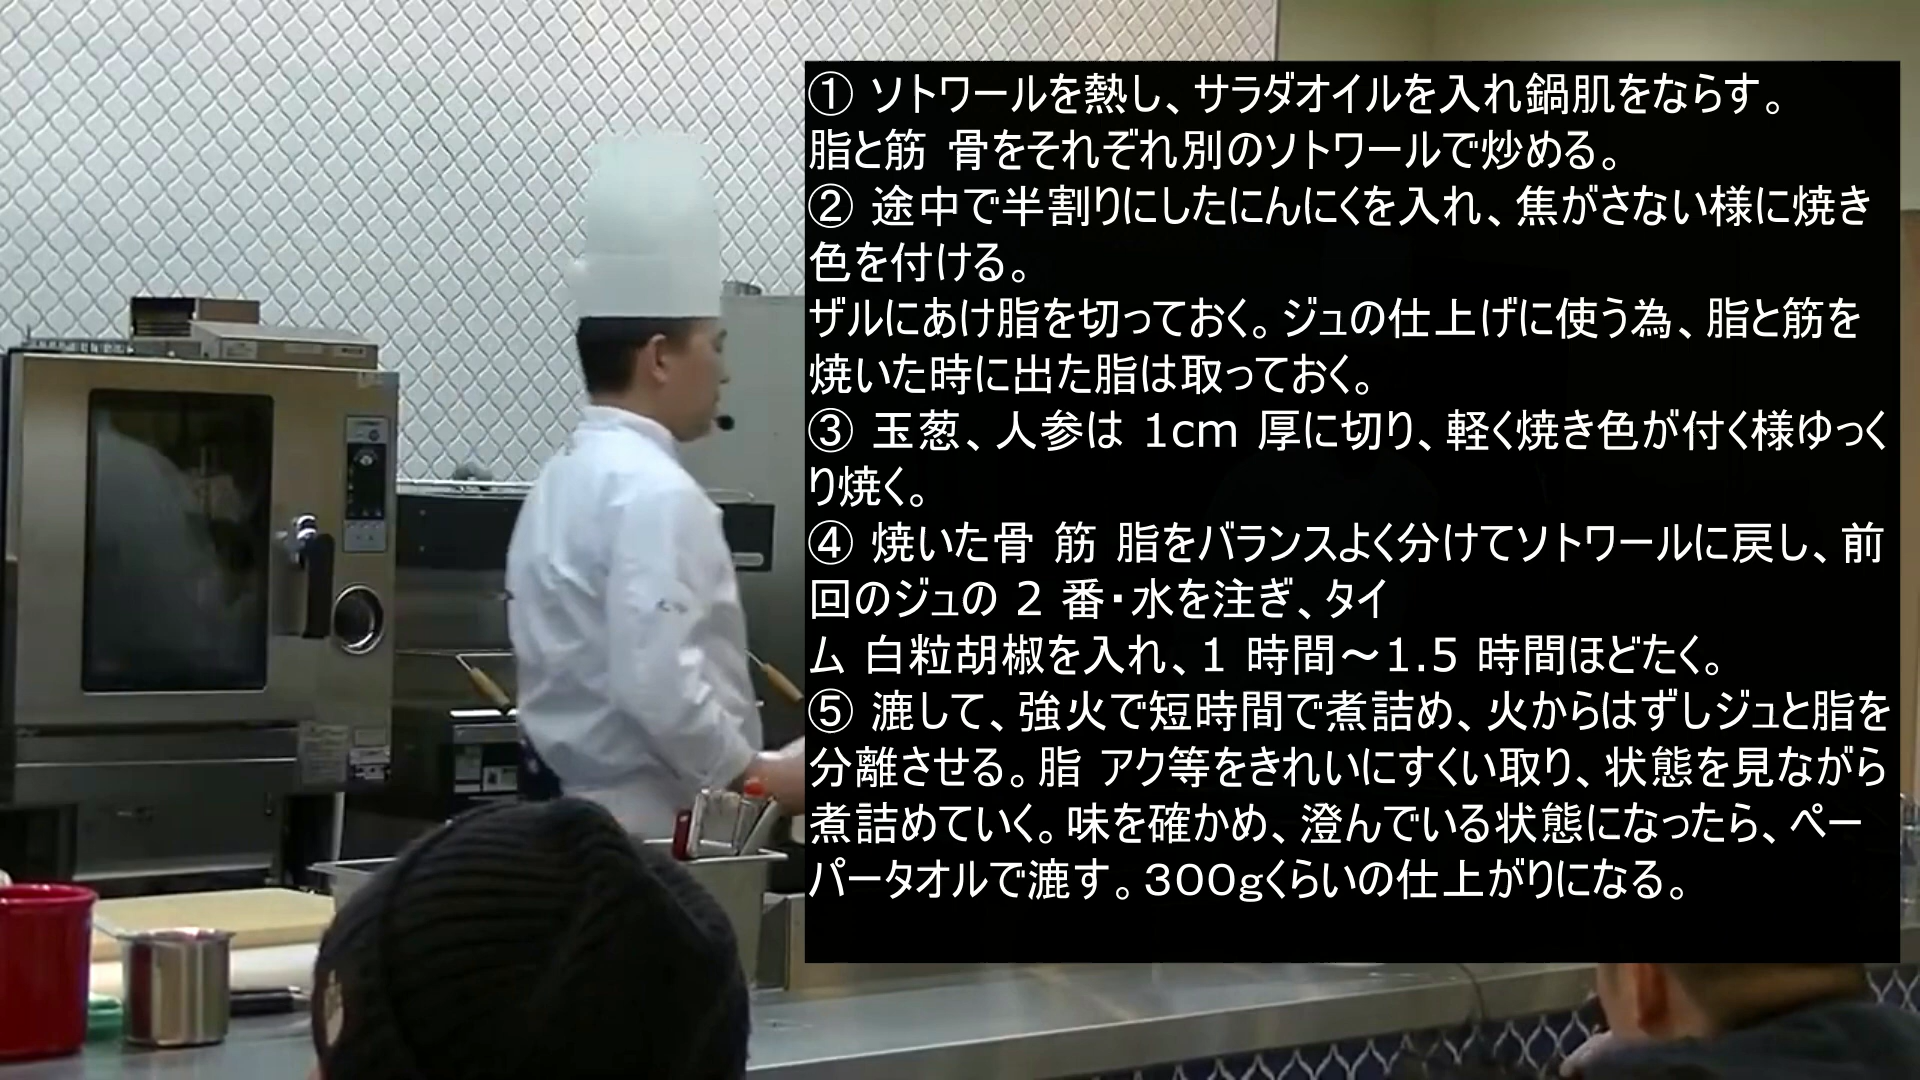 ① ソトワールを熱し、サラダオイルを入れ鍋肌をならす。
脂と筋 骨をそれぞれ別のソトワールで炒める。
② 途中で半割りにしたにんにくを入れ、焦がさない様に焼き
色を付ける。
ザルにあけ脂を切っておく。ジュの仕上げに使う為、脂と筋を
焼いた時に出た脂は取っておく。
③ 玉葱、人参は 1cm 厚に切り、軽く焼き色が付く様ゆっく
り焼く。
④ 焼いた骨 筋 脂をバランスよく分けてソトワールに戻し、前
回のジュの 2 番・水を注ぎ、タイ
ム 白粒胡椒を入れ、1 時間～1.5 時間ほどたく。
⑤ 漉して、強火で短時間で煮詰め、火からはずしジュと脂を
分離させる。脂 アク等をきれいにすくい取り、状態を見ながら
煮詰めていく。味を確かめ、澄んでいる状態になったら、ペー
パータオルで漉す。300gくらいの仕上がりになる。